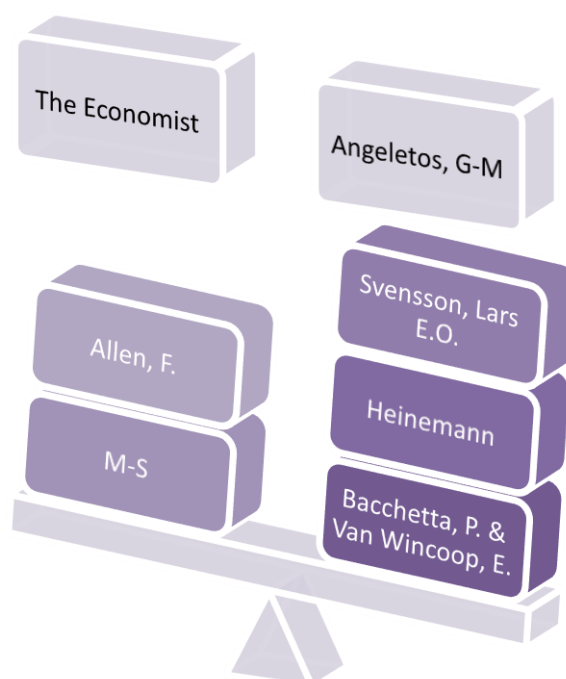 The Economist
Angeletos, G-M
Allen, F.
M-S
Svensson, Lars
E.O.
Heinemann
Bacchetta, P. &
Van Wincoop, E.